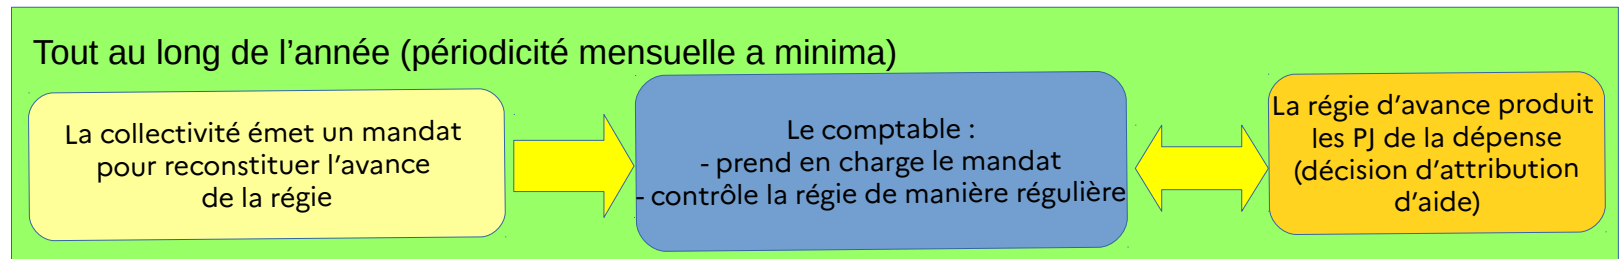 Tout au long de l’année (périodicité mensuelle a minima)
La collectivité émet un mandat
pour reconstituer l’avance
de la régie
Le comptable :
- prend en charge le mandat
- contrôle la régie de manière régulière
La régie d’avance produit
les PJ de la dépense
(décision d’attribution
d’aide)